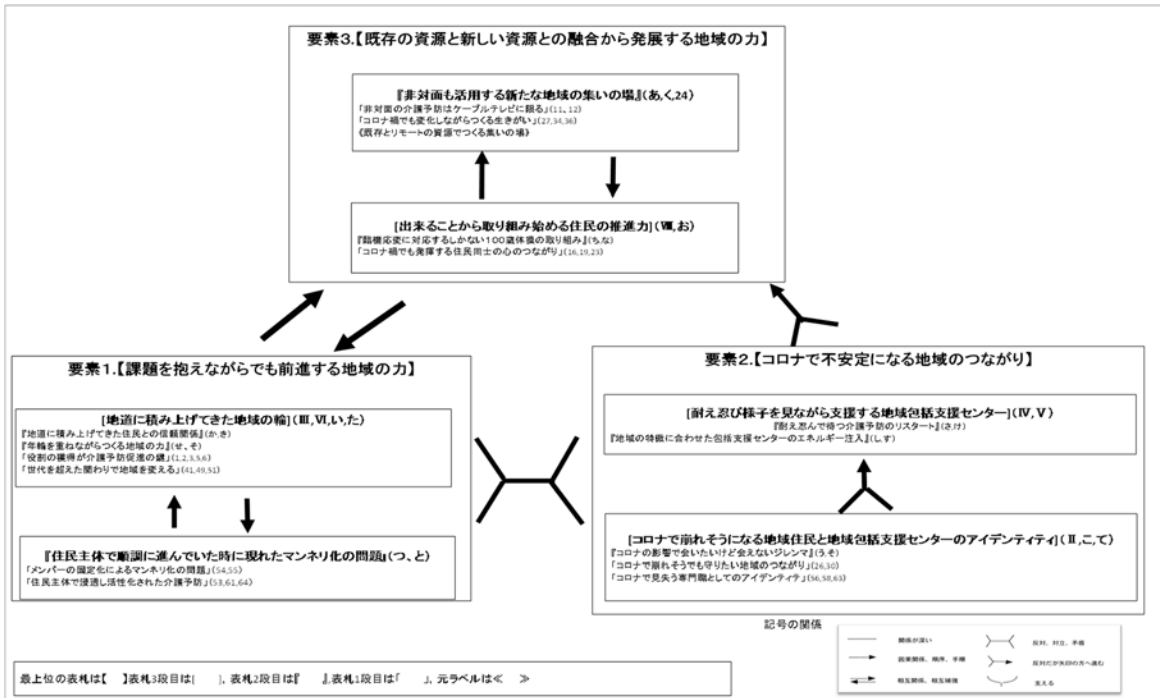 要素3.【既存の資源と新しい資源との融合から発展する地域の力】
『非対面も活用する新たな地域の集いの場』(あ,く,24)
「非対面の介護予防はケーブルテレビに限る」(11、12)
「コロナ禍でも変化しながらつくる生きがい」(27,34,36)
《既存とリモートの資源でつくる集いの場》
[出来ることから取り組み始める住民の推進力](Ⅷ,お)
『臨機応変に対応するしかない100歳体操の取り組み』(ち,な)
「コロナ禍でも発揮する住民同士の心のつながり」(16,19,23)
要素1.【課題を抱えながらでも前進する地域の力】
[地道に積み上げてきた地域の輪](Ⅲ,Ⅵ,い,た)
『地道に積み上げてきた住民との信頼関係』(か,き)
『年輪を重ねながらつくる地域の力』(せ、そ)
「役割の獲得が介護予防促進の鍵」(1,2,3,5,6)
「世代を超えた関わりで地域を変える」(41,49,51)
『住民主体で順調に進んでいた時に現れたマンネリ化の問題』(つ、と)
「メンバーの固定化によるマンネリ化の問題」(54,55)
「住民主体で浸透し活性化された介護予防」(53,61,64)
要素2.【コロナで不安定になる地域のつながり】
[耐え忍び様子を見ながら支援する地域包括支援センター](Ⅳ,Ⅴ)
『耐え忍んで待つ介護予防のリスタート』(さ,け)
『地域の特徴に合わせた包括支援センターのエネルギー注入』(し,す)
[コロナで崩れそうになる地域住民と地域包括支援センターのアイデンティティ](Ⅱ,こ,て)
『コロナの影響で会いたいけど会えないジレンマ』(う,そ)
「コロナで崩れそうでも守りたい地域のつながり」(26,30)
「コロナで見失う専門職としてのアイデンティテ」(56,58,63)
記号の関係
関係が深い
反対、対立、矛盾
因果関係、順序、手順
反対だが矢印の方へ進む
相互関係、相互補強
支える
最上位の表札は【 】表札3段目は[ ], 表札2段目は『 』,表札1段目は「 」, 元ラベルは≪ ≫